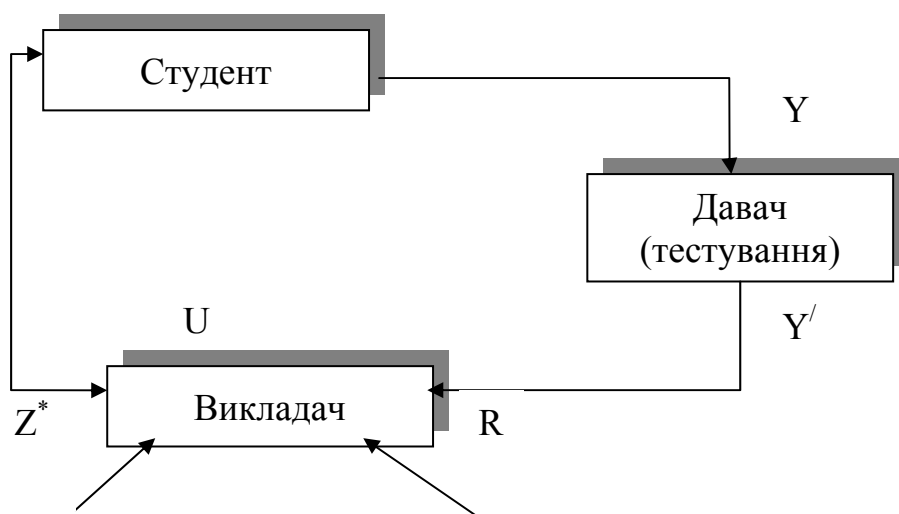 Студент
Y
Давач
(тестування)
U
Y/
Викладач
Z*
R